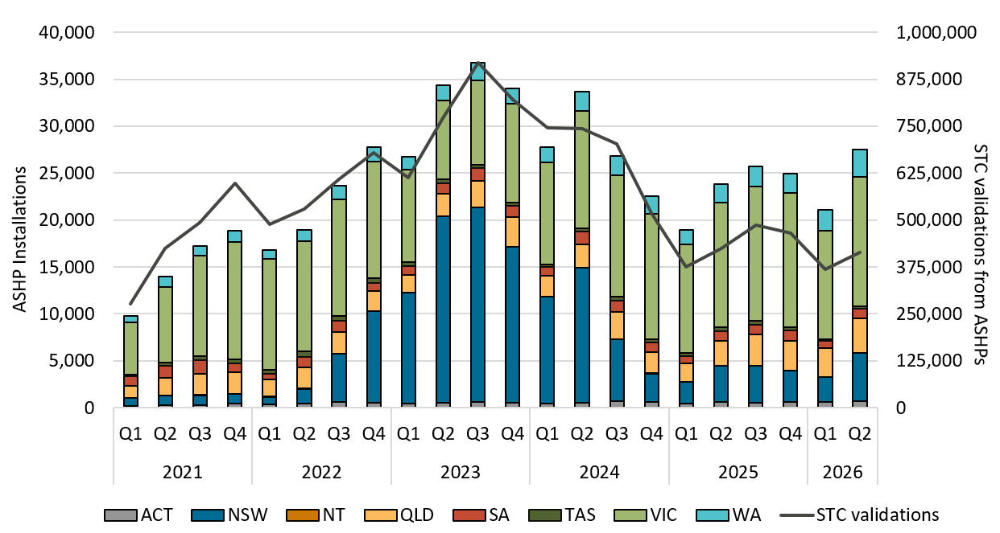 40,000 1,000,000
35,000 875,000
30,000 750,000
25,000 625,000
20,000 500,000
15,000 375,000
10,000 250,000
5,000 125,000
0 0
ASHP Installations
STC validations from ASHPs
Q1 Q2 Q3 Q4 Q1 Q2 Q3 Q4 Q1 Q2 Q3 Q4 Q1 Q2 Q3 Q4 Q1 Q2 Q3 Q4 Q1 Q2
2021 2022 2023 2024 2025 2026
ACT NSW NT QLD SA TAS VIC WA STC validations